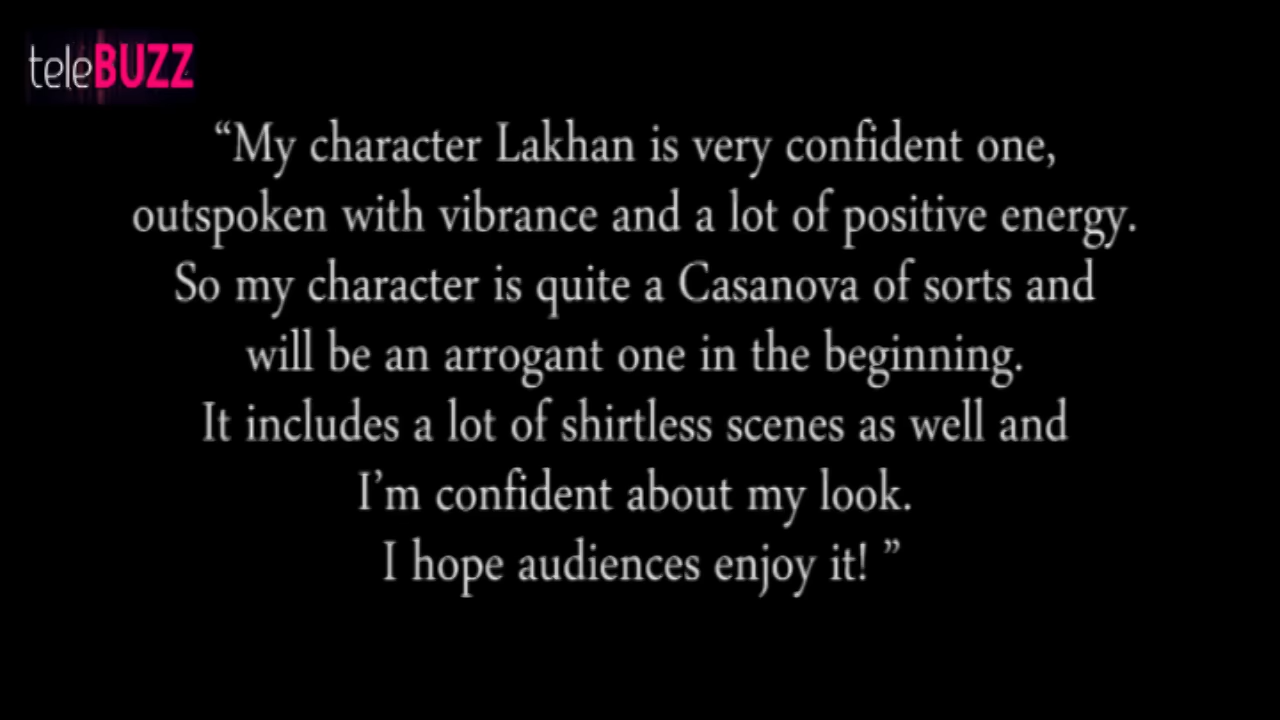 teleBUZZ
“My character Lakhan is very confident one,
outspoken with vibrance and a lot of positive energy.
So my character is quite a Casanova of sorts and
will be an arrogant one in the beginning.
It includes a lot of shirtless scenes as well and
I’m confident about my look.
I hope audiences enjoy it! ”